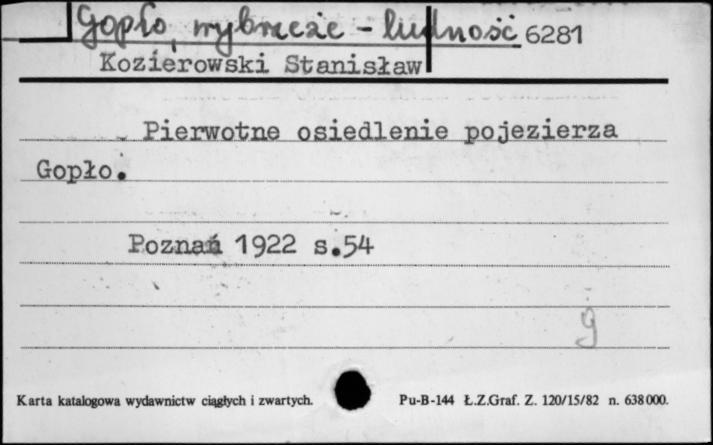 Gopło, wybrzeże - ludność 6281
Kozierowski Stanisław
Pierwotne osiedlenie pojezierza
Gopło.
Poznań 1922 s.54
g
Karta katalogowa wydawnictw ciągłych i zwartych. Pu-B-144 Ł.Z.Graf. Z. 120/15/82 n. 638000.